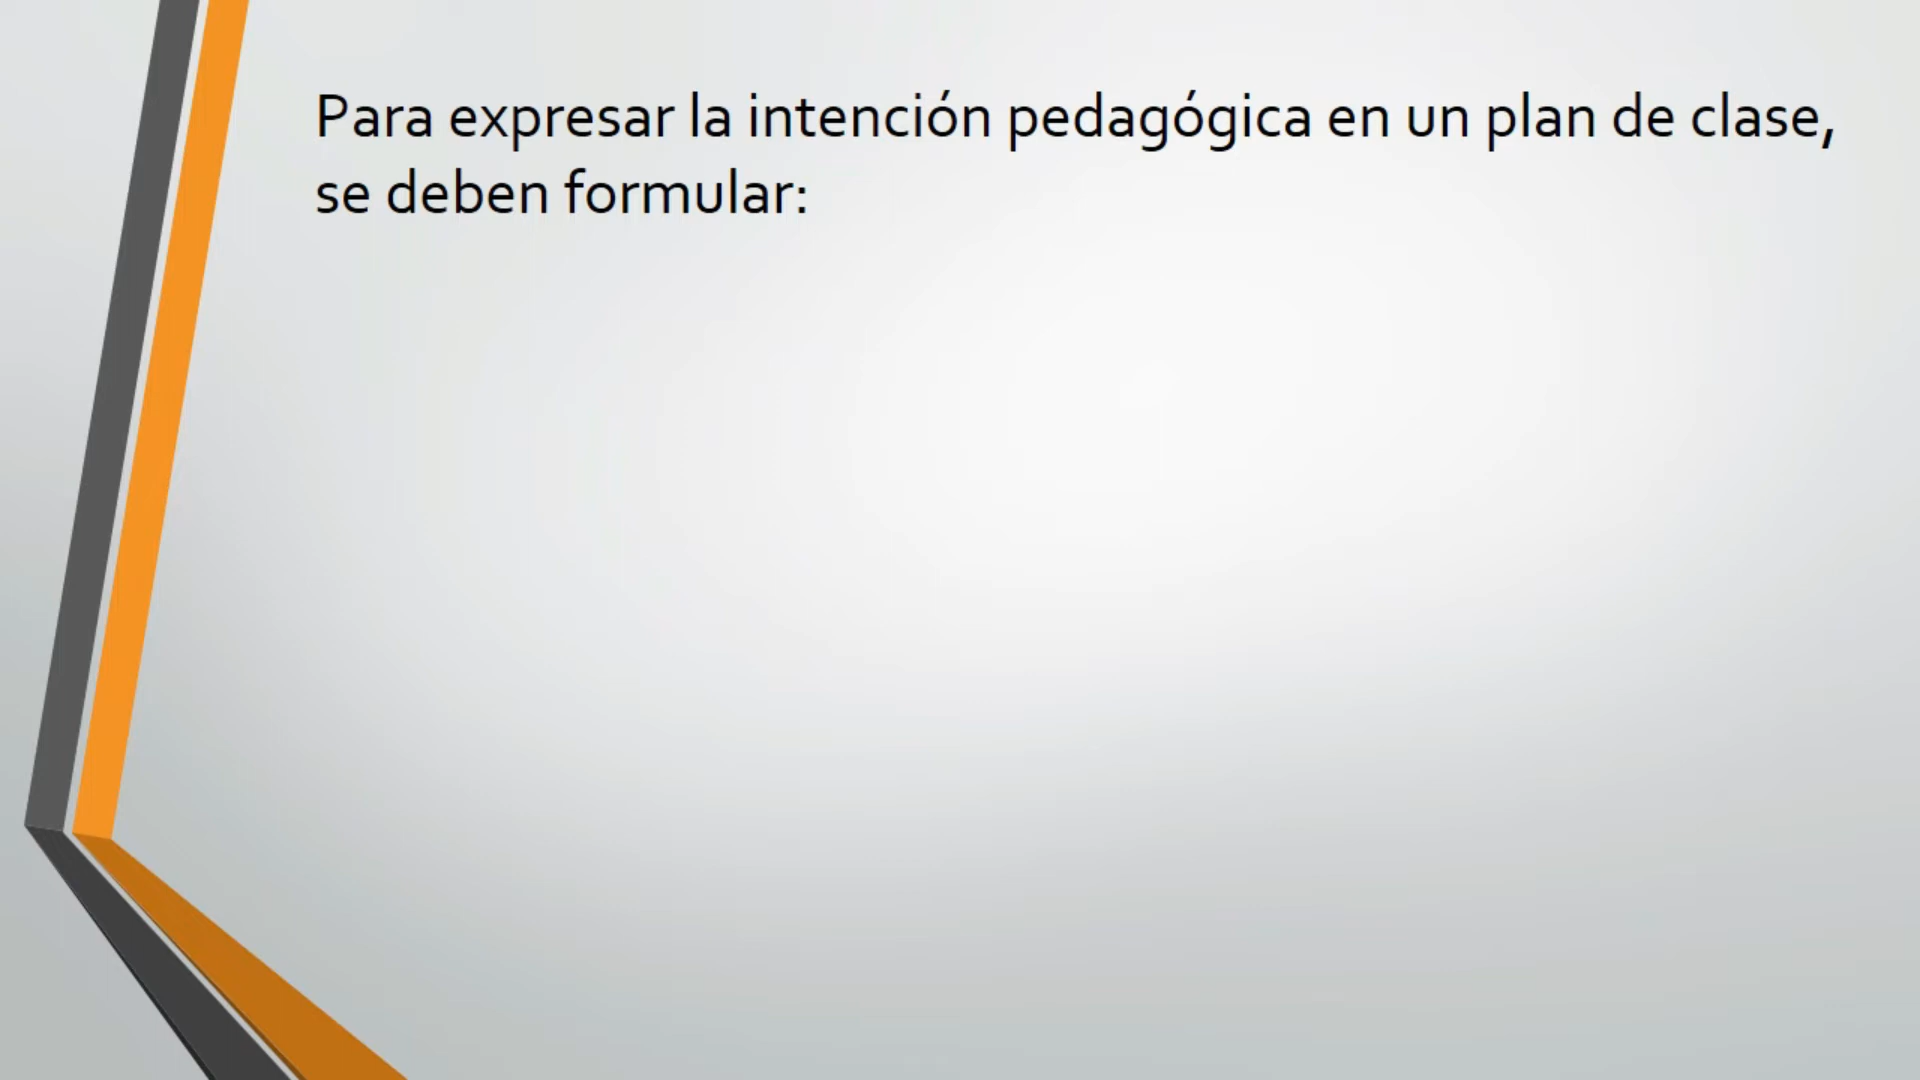 Para expresar la intención pedagógica en un plan de clase,
se deben formular: